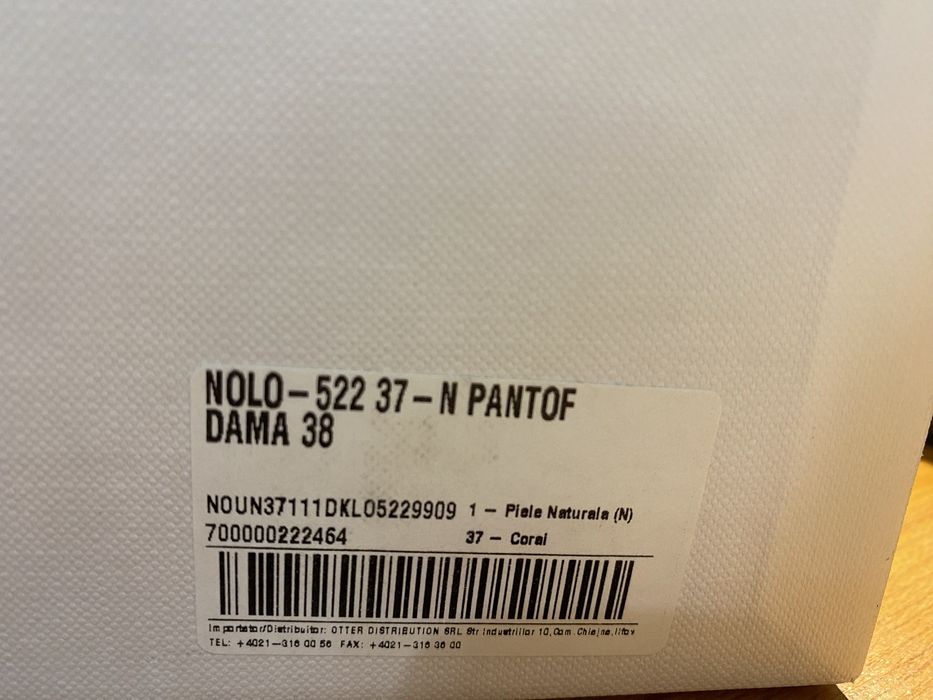 NOLO-522 37-N PANTOF
DAMA 38
NOUN37111DKLO5229909 1 - Piele Naturala (N)
700000222464 37 - Corai
Importator/Distribuitor: OTTER DISTRIBUTION SRL Str Industriilor 10, Com. Chiajna, Ilfov
TEL: +4021-316 00 56 FAX: +4021-316 36 00